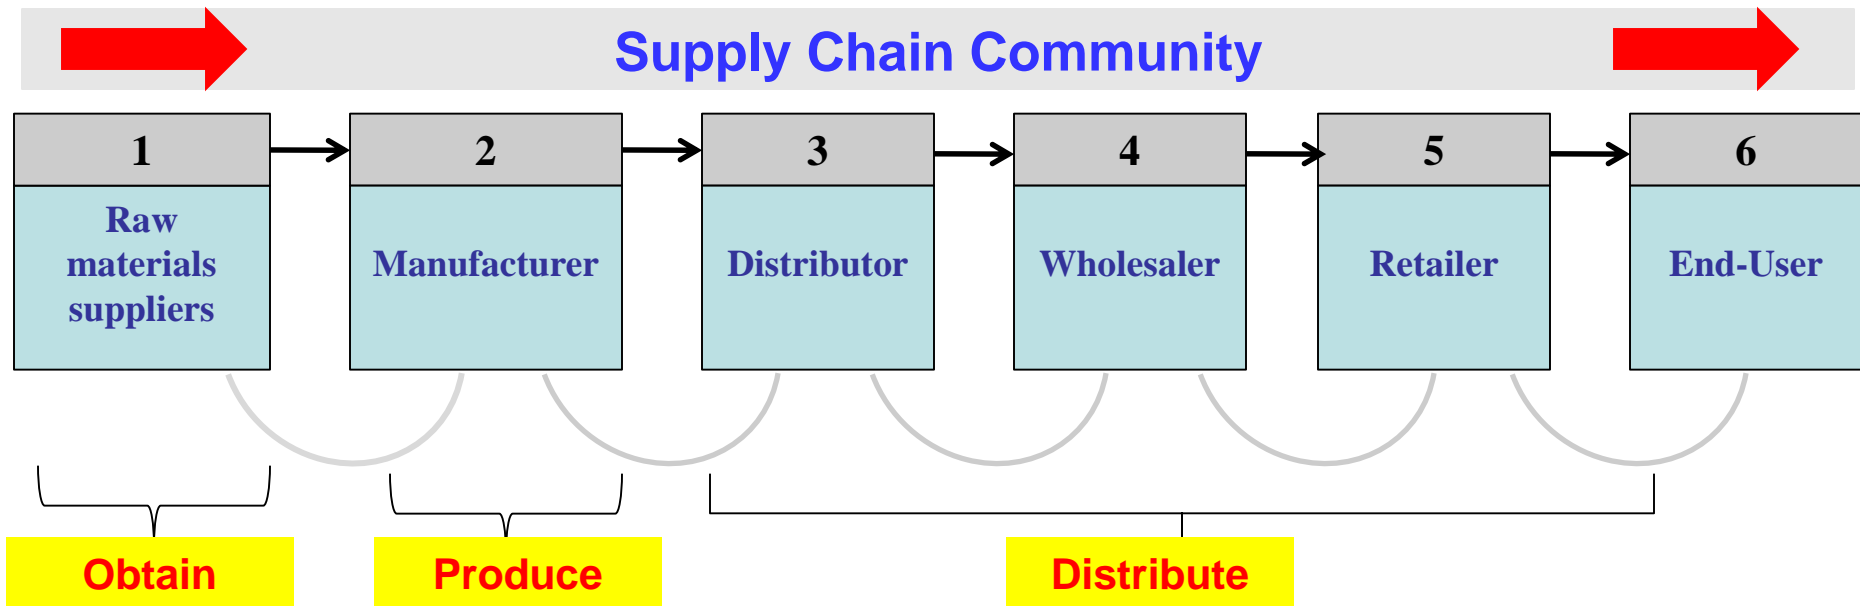 Supply Chain Community
1
2
3
4
5
6
Raw
materials
suppliers
Manufacturer
Distributor
Wholesaler
Retailer
End-User
Obtain
Produce
Distribute